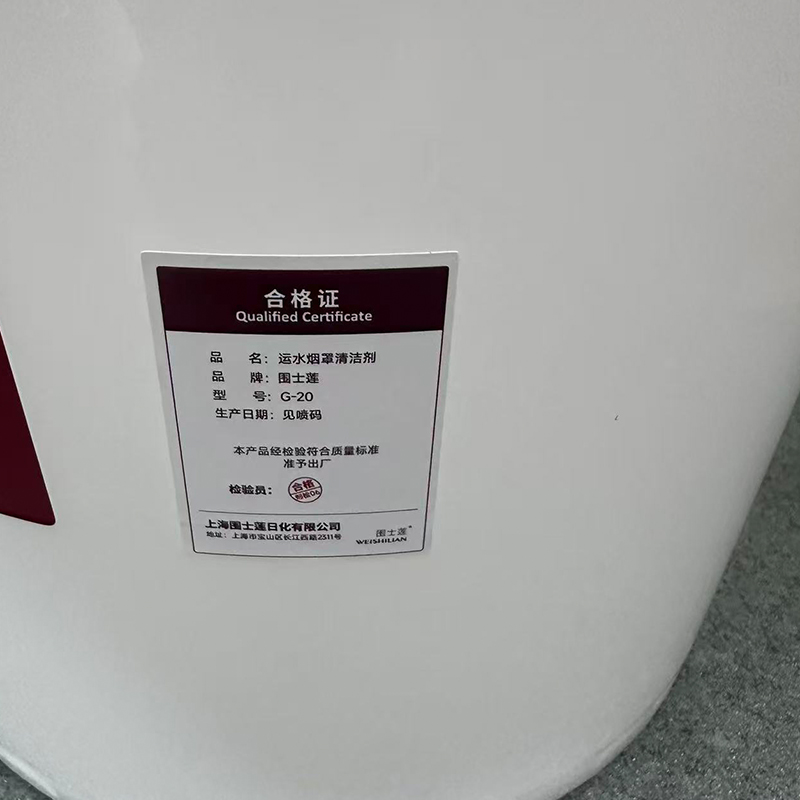 合格证
Qualified Certificate
品 名：运水烟罩清洁剂
品 牌：围士莲
型 号：G-20
生产日期：见喷码
本产品经检验符合质量标准
准予出厂
检验员：
合格
上海围士莲日化有限公司
地址：上海市宝山区长江西路2311号
围士莲®
WEISHILIAN